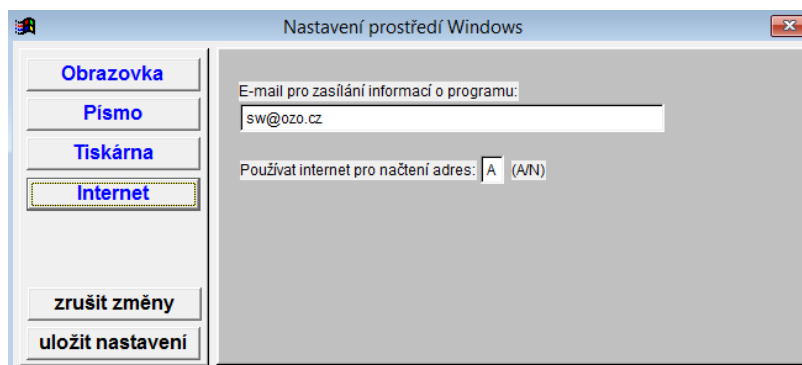 Nastavení prostředí Windows
Obrazovka
Písmo
Tiskárna
Internet
zrušit změny
uložit nastavení
E-mail pro zasílání informací o programu:
sw@ozo.cz
Používat internet pro načtení adres: A (A/N)